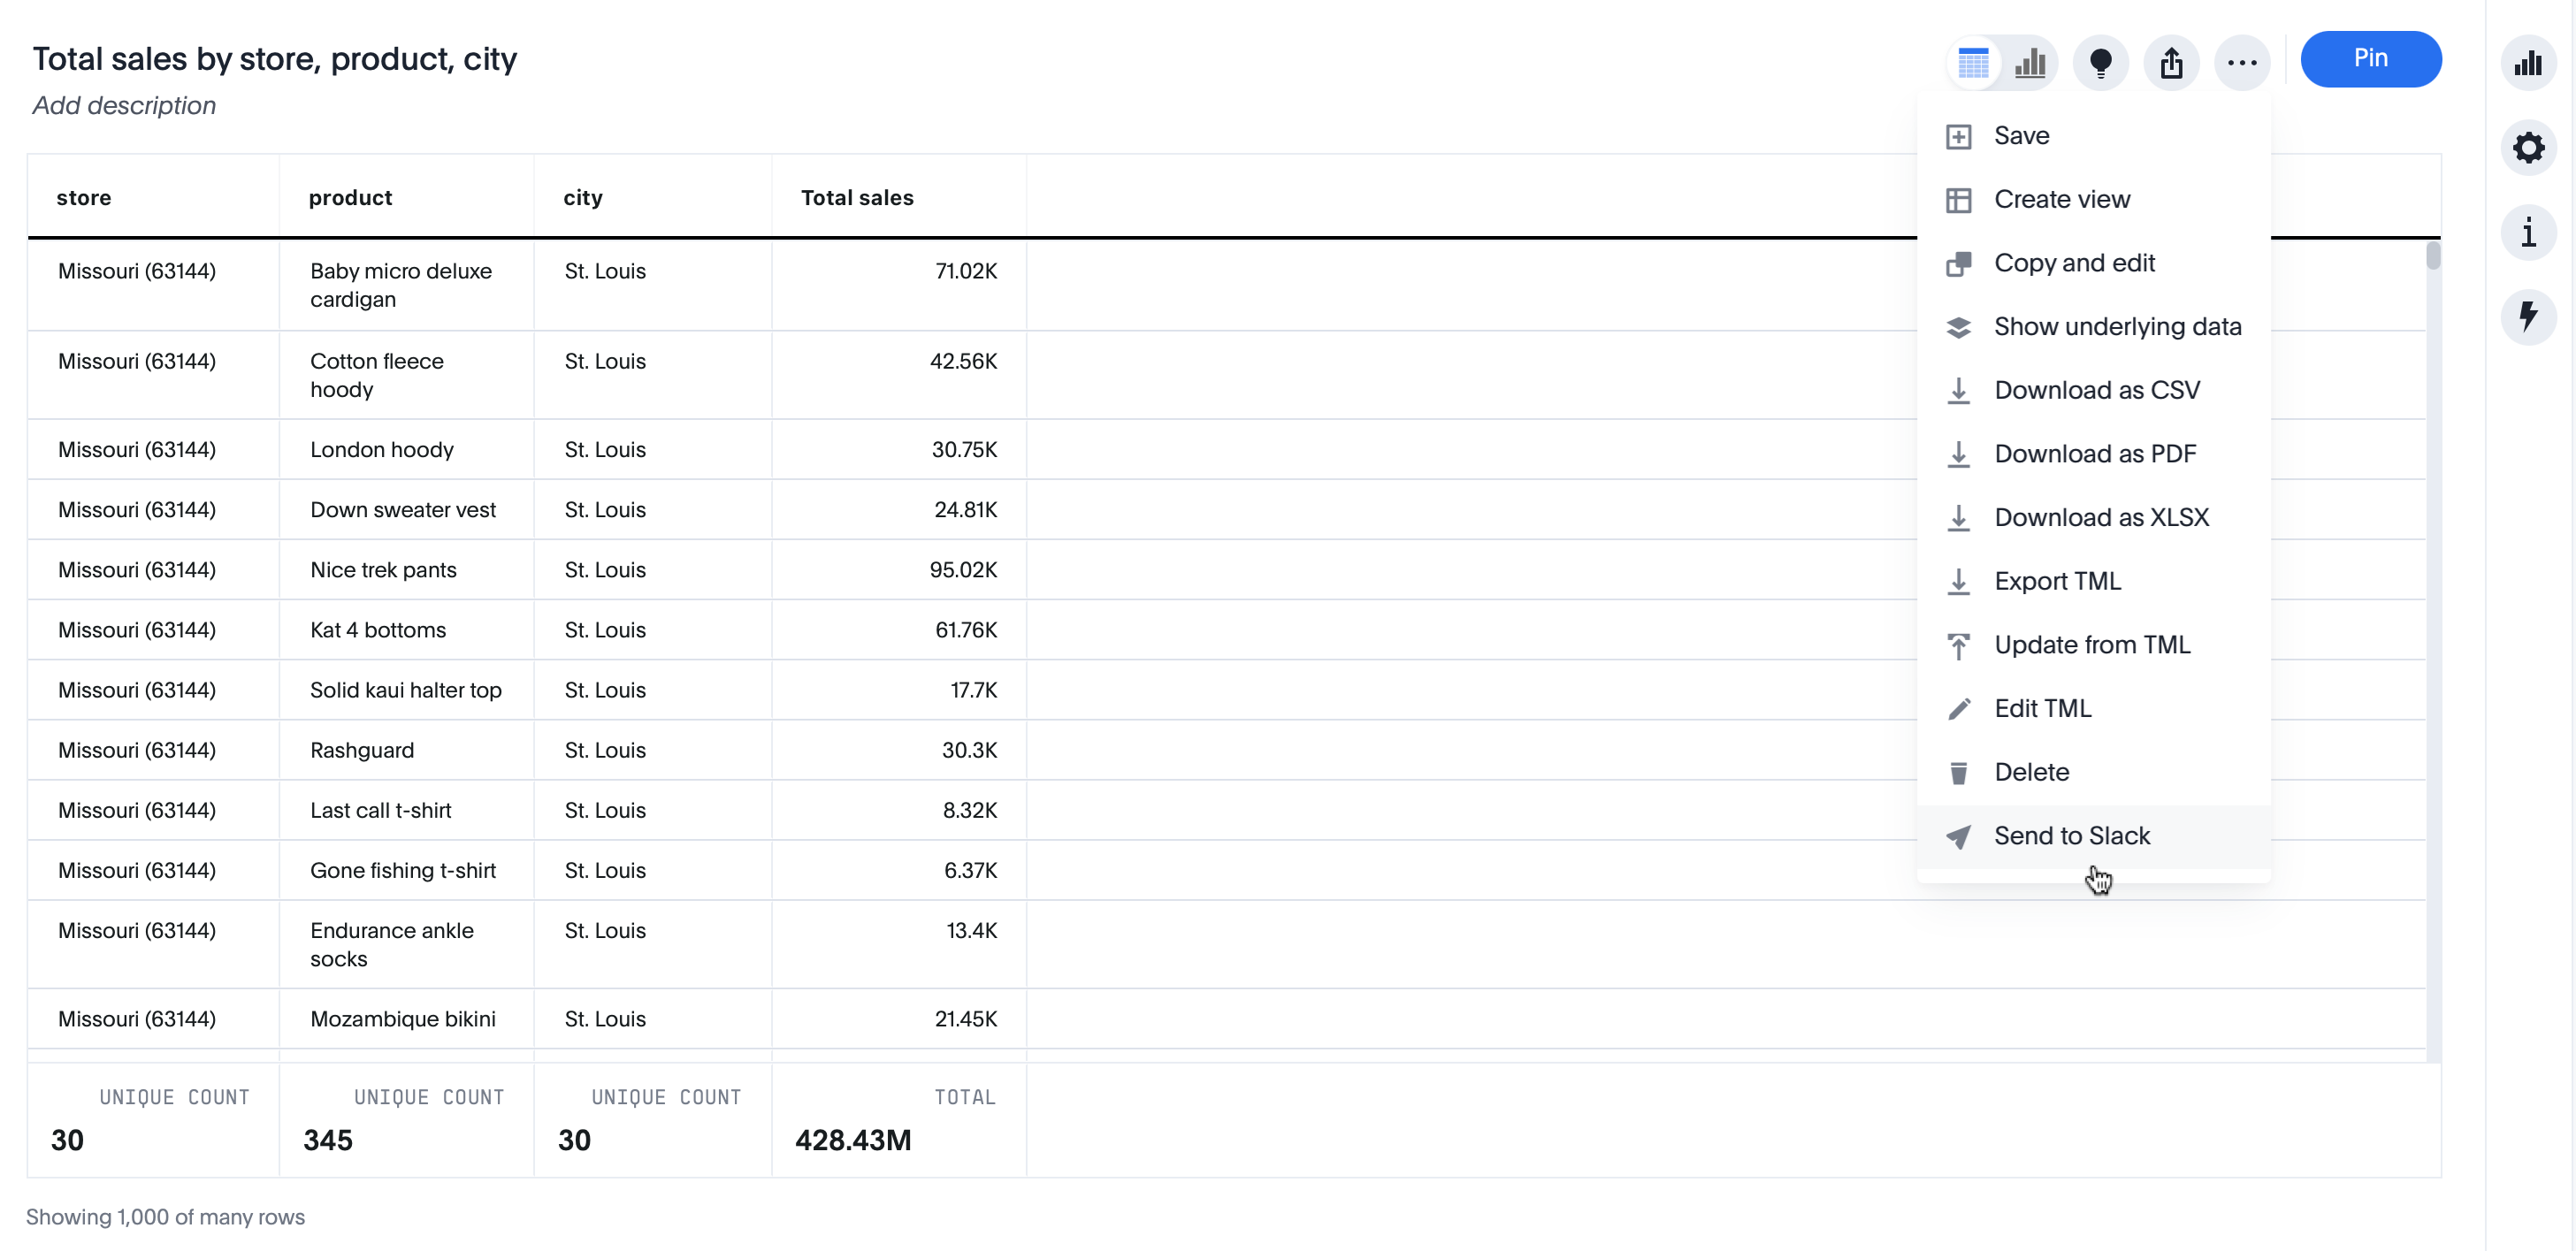 Total sales by store, product, city
Add description
Pin
store product city Total sales
Missouri (63144) Baby micro deluxe St. Louis 71.02K
cardigan
Missouri (63144) Cotton fleece St. Louis 42.56K
hoody
Missouri (63144) London hoody St. Louis 30.75K
Missouri (63144) Down sweater vest St. Louis 24.81K
Missouri (63144) Nice trek pants St. Louis 95.02K
Missouri (63144) Kat 4 bottoms St. Louis 61.76K
Missouri (63144) Solid kaui halter top St. Louis 17.7K
Missouri (63144) Rashguard St. Louis 30.3K
Missouri (63144) Last call t-shirt St. Louis 8.32K
Missouri (63144) Gone fishing t-shirt St. Louis 6.37K
Missouri (63144) Endurance ankle St. Louis 13.4K
socks
Missouri (63144) Mozambique bikini St. Louis 21.45K
UNIQUE COUNT UNIQUE COUNT UNIQUE COUNT TOTAL
30 345 30 428.43M
Showing 1,000 of many rows
Save
Create view
Copy and edit
Show underlying data
Download as CSV
Download as PDF
Download as XLSX
Export TML
Update from TML
Edit TML
Delete
Send to Slack